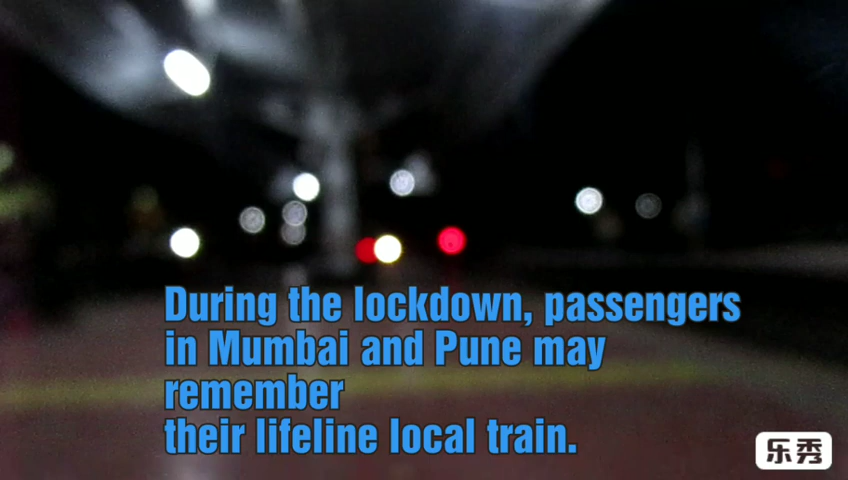 During the lockdown, passengers
in Mumbai and Pune may
remember
their lifeline local train.
乐秀